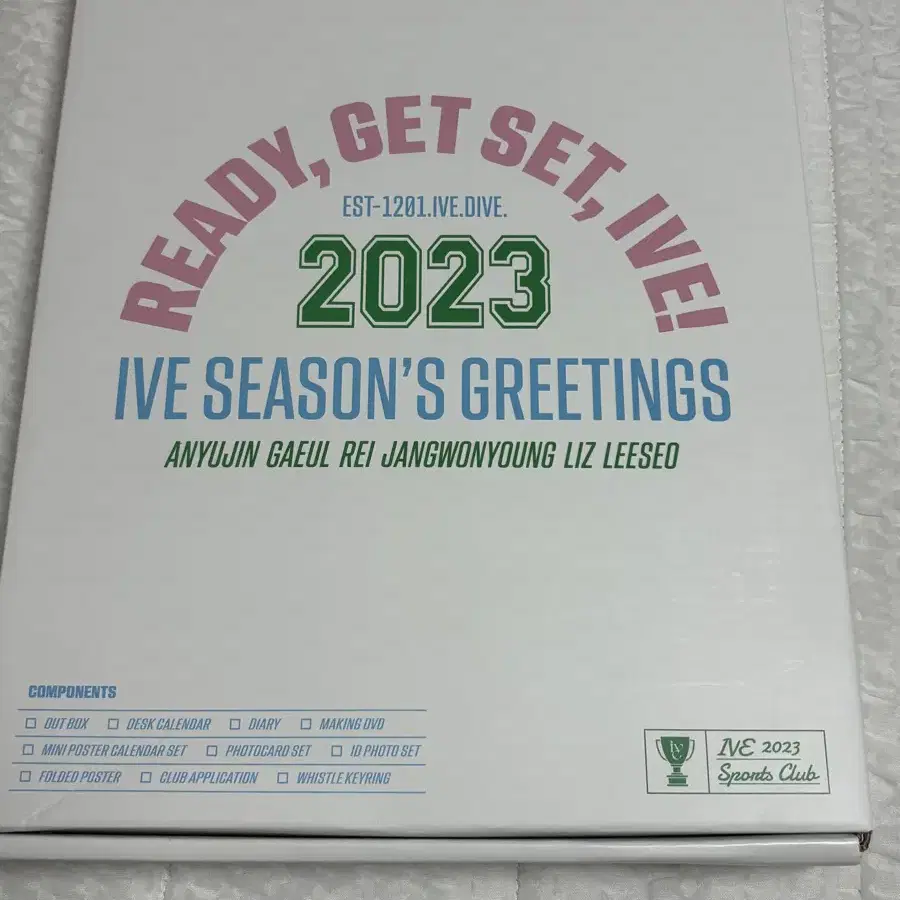 READY, GET SET, IVE!
EST-1201.IVE.DIVE.
2023
IVE SEASON'S GREETINGS
ANYUJIN GAEUL REI JANGWONYOUNG LIZ LEESEO
COMPONENTS
OUT BOX DESK CALENDAR DIARY MAKING DVD
MINI POSTER CALENDAR SET PHOTOCARD SET ID PHOTO SET
FOLDED POSTER CLUB APPLICATION WHISTLE KEYRING
IVE
IVE 2023
Sports Club